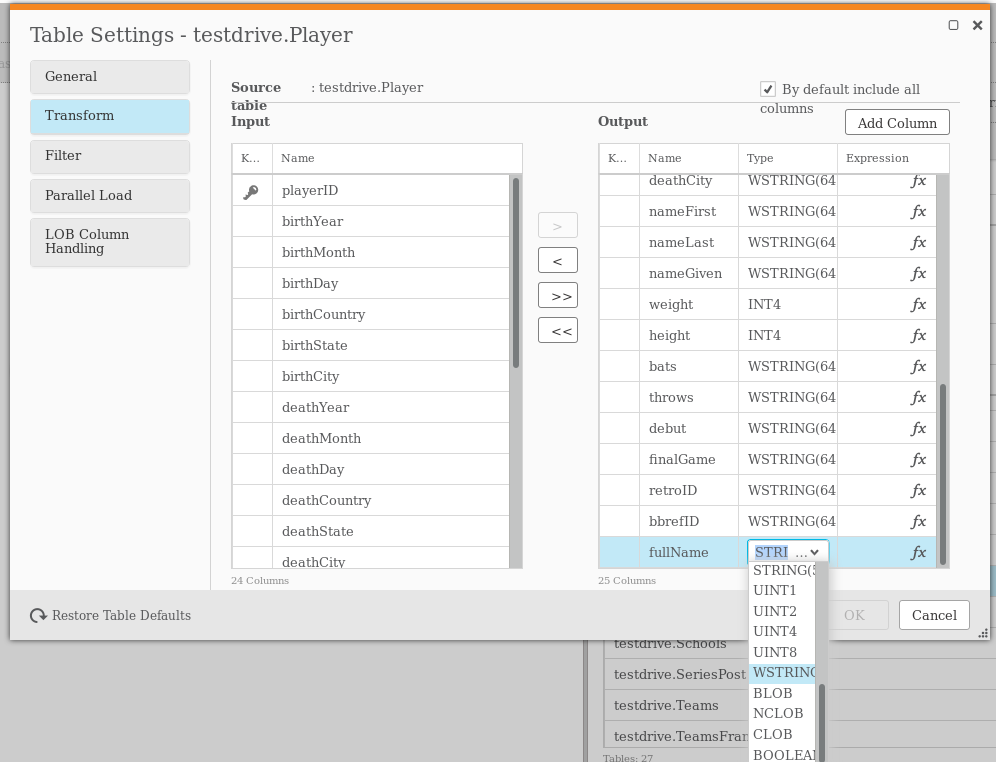 Table Settings - testdrive.Player
General
Transform
Filter
Parallel Load
LOB Column
Handling
Source
table
: testdrive.Player
By default include all
columns
Input
Output
Add Column
K... Name
playerID
birthYear
birthMonth
birthDay
birthCountry
birthState
birthCity
deathYear
deathMonth
deathDay
deathCountry
deathState
deathCity
24 Columns
>
<
>>
<<
K... Name Type Expression
deathCity WSTRING(64 fx
nameFirst WSTRING(64 fx
nameLast WSTRING(64 fx
nameGiven WSTRING(64 fx
weight INT4 fx
height INT4 fx
bats WSTRING(64 fx
throws WSTRING(64 fx
debut WSTRING(64 fx
finalGame WSTRING(64 fx
retroID WSTRING(64 fx
bbrefID WSTRING(64 fx
fullName STRI ... fx
25 Columns
STRING(
UINT1
UINT2
UINT4
UINT8
WSTRING
BLOB
NCLOB
CLOB
BOOLEAN
Restore Table Defaults
OK
Cancel
testdrive.Schools
testdrive.SeriesPost
testdrive.Teams
testdrive.TeamsFran
Tables: 27